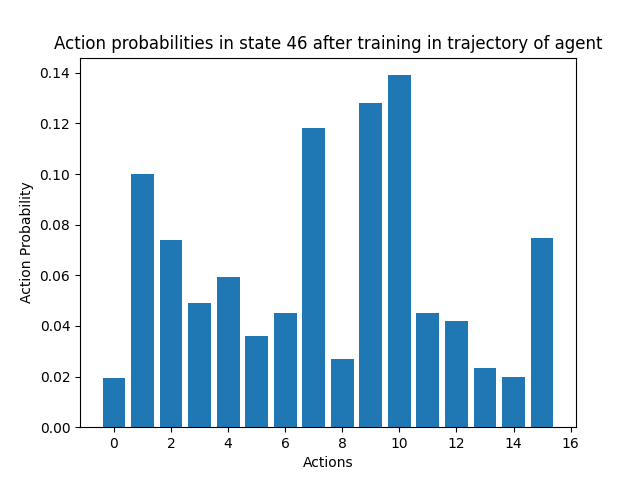 Action probabilities in state 46 after training in trajectory of agent
0.14
0.12
0.10
0.08
0.06
0.04
0.02
0.00
Action Probability
0 2 4 6 8 10 12 14 16
Actions